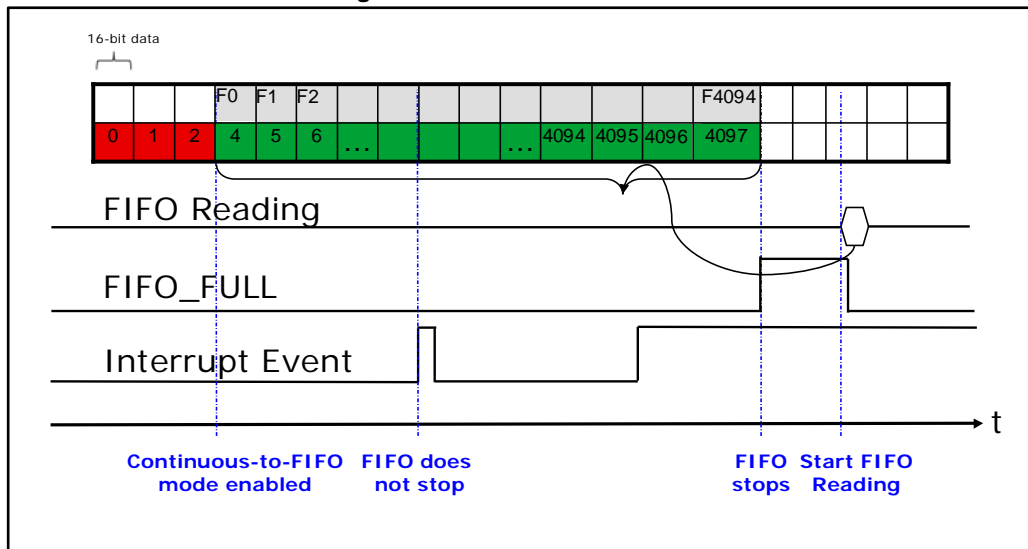 16-bit data
F0 F1 F2 F4094
0 1 2 4 5 6 ... ... 4094 4095 4096 4097
FIFO Reading
FIFO_FULL
Interrupt Event
t
Continuous-to-FIFO mode enabled
FIFO does not stop
FIFO stops
Start FIFO Reading